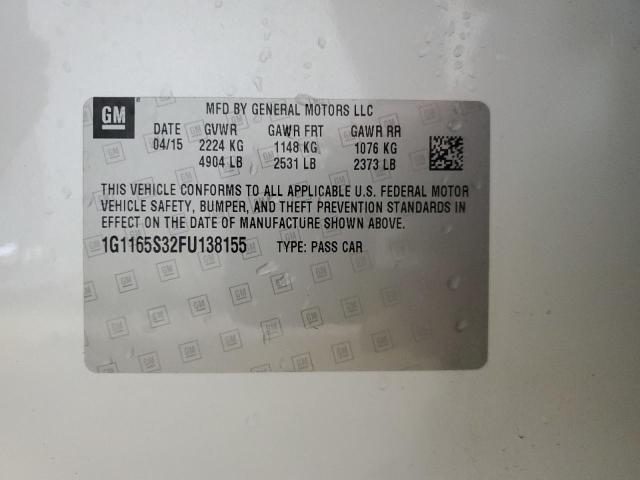 GM
MFD BY GENERAL MOTORS LLC
DATE GVWR GAWR FRT GAWR RR
04/15 2224 KG 1148 KG 1076 KG
4904 LB 2531 LB 2373 LB
THIS VEHICLE CONFORMS TO ALL APPLICABLE U.S. FEDERAL MOTOR
VEHICLE SAFETY, BUMPER, AND THEFT PREVENTION STANDARDS IN
EFFECT ON THE DATE OF MANUFACTURE SHOWN ABOVE.
1G1165S32FU138155 TYPE: PASS CAR